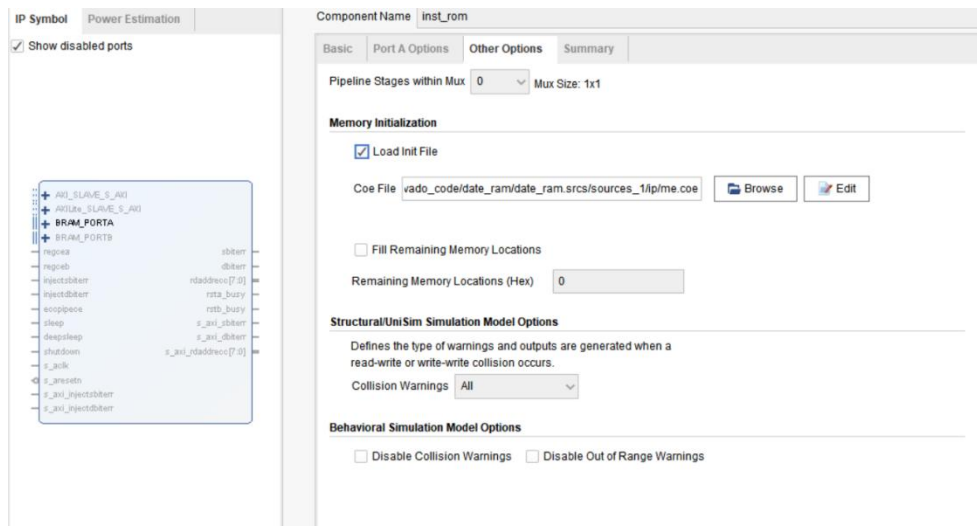 IP Symbol Power Estimation
Show disabled ports
AXI_SLAVE_S_AXI
AXILite_SLAVE_S_AXI
BRAM_PORTA
BRAM_PORTB
regcea sbiterr
regceb dbiterr
injectsbiterr rdaddrecc[7:0]
injectdbiterr rsta_busy
eccpipece rstb_busy
sleep s_axi_sbiterr
deepsleep s_axi_dbiterr
shutdown s_axi_rdaddrecc[7:0]
s_aclk
s_aresetn
s_axi_injectsbiterr
s_axi_injectdbiterr
Component Name inst_rom
Basic Port A Options Other Options Summary
Pipeline Stages within Mux 0 Mux Size: 1x1
Memory Initialization
Load Init File
Coe File vado_code/date_ram/date_ram.srcs/sources_1/ip/me.coe Browse Edit
Fill Remaining Memory Locations
Remaining Memory Locations (Hex) 0
Structural/UniSim Simulation Model Options
Defines the type of warnings and outputs are generated when a
read-write or write-write collision occurs.
Collision Warnings All
Behavioral Simulation Model Options
Disable Collision Warnings Disable Out of Range Warnings